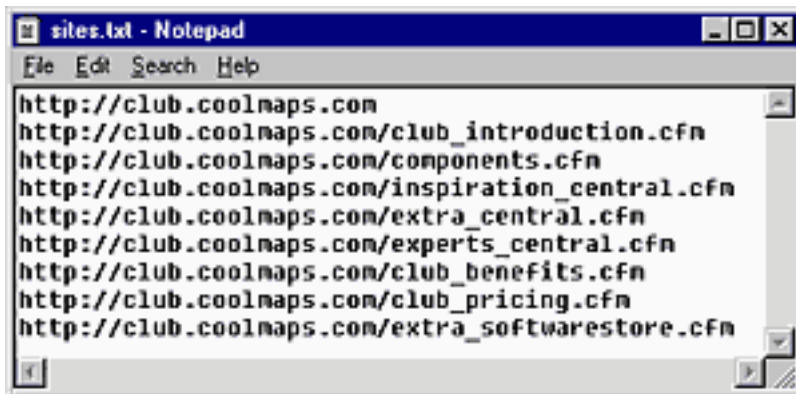 sites.txt - Notepad
File Edit Search Help
http://club.coolmaps.com
http://club.coolmaps.com/club_introduction.cfm
http://club.coolmaps.com/components.cfm
http://club.coolmaps.com/inspiration_central.cfm
http://club.coolmaps.com/extra_central.cfm
http://club.coolmaps.com/experts_central.cfm
http://club.coolmaps.com/club_benefits.cfm
http://club.coolmaps.com/club_pricing.cfm
http://club.coolmaps.com/extra_softwarestore.cfm